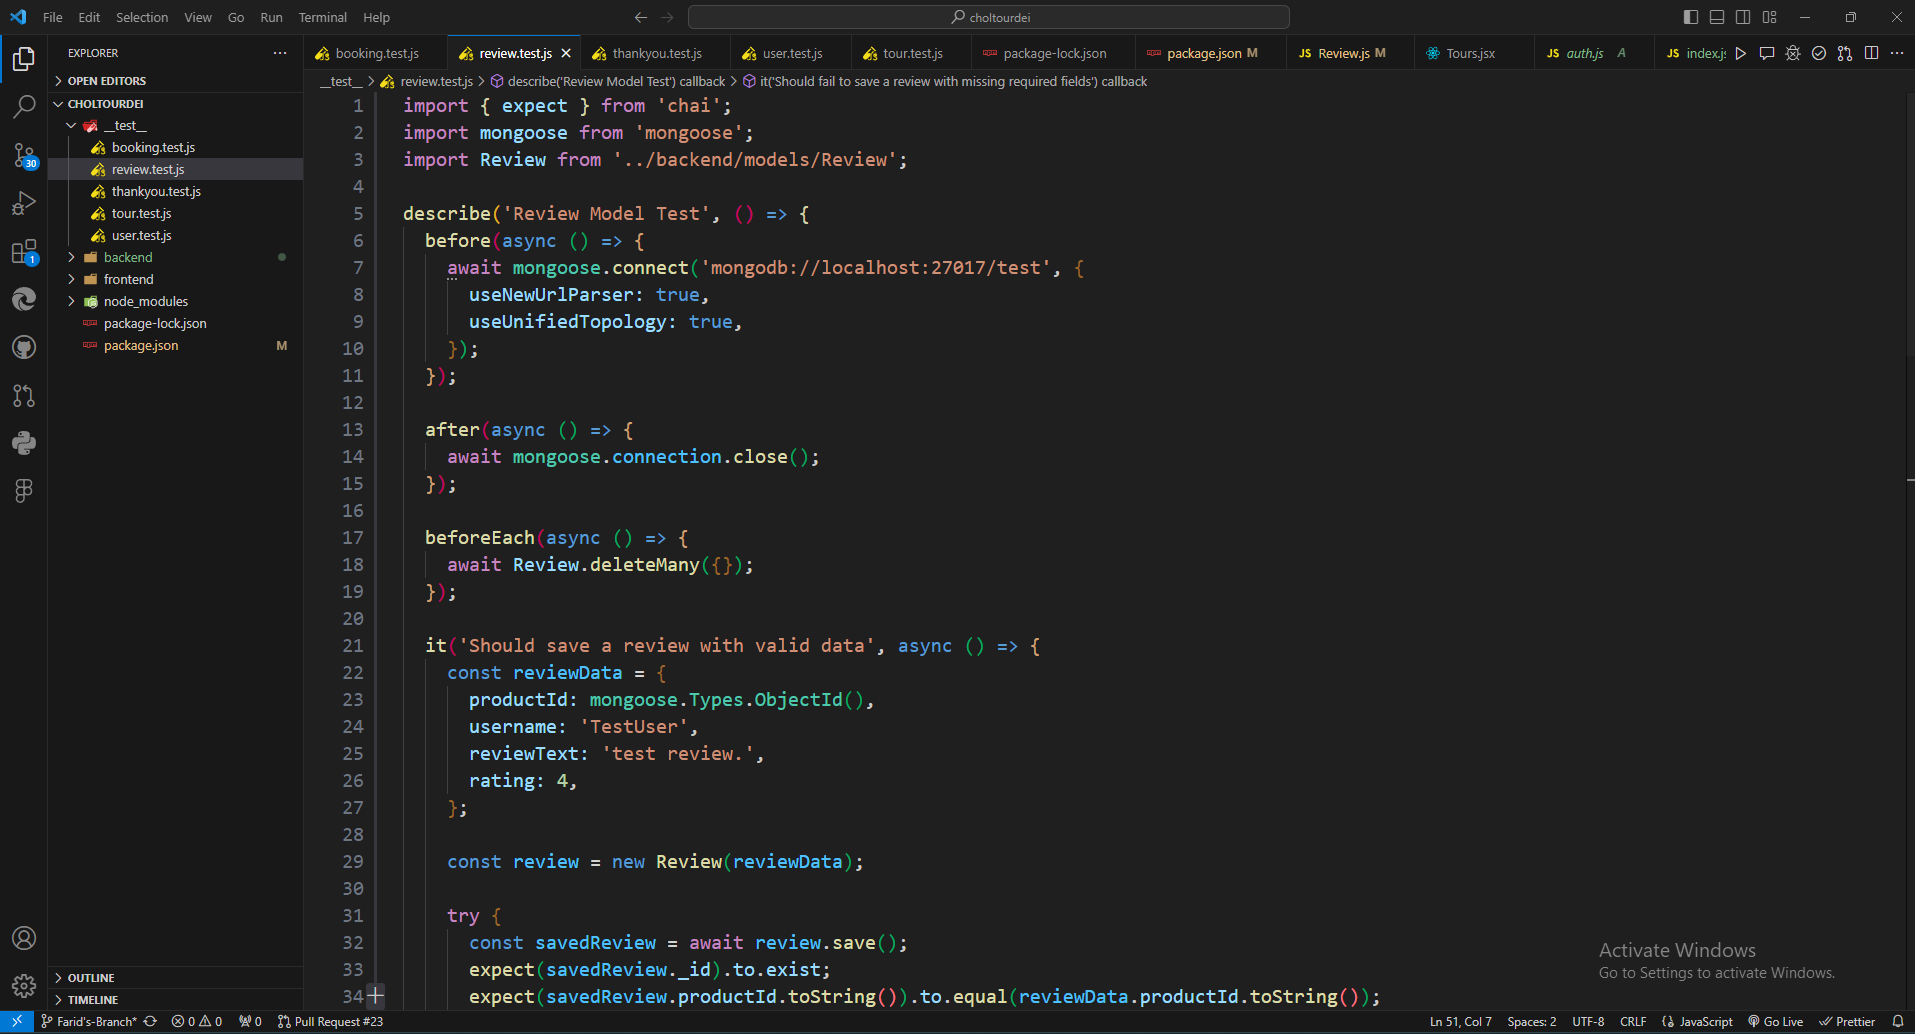 File Edit Selection View Go Run Terminal Help
choltourdei
EXPLORER
booking.test.js review.test.js thankyou.test.js user.test.js tour.test.js package-lock.json package.json M JS Review.js M Tours.jsx JS auth.js A JS index.js
OPEN EDITORS
__test__ > review.test.js > describe('Review Model Test') callback > it('Should fail to save a review with missing required fields') callback
CHOLTOURDEI
__test__
booking.test.js
review.test.js
thankyou.test.js
tour.test.js
user.test.js
backend
frontend
node_modules
package-lock.json
package.json M
30
1
OUTLINE
TIMELINE
1 import { expect } from 'chai';
2 import mongoose from 'mongoose';
3 import Review from '../backend/models/Review';
4
5 describe('Review Model Test', () => {
6 before(async () => {
7 await mongoose.connect('mongodb://localhost:27017/test', {
8 useNewUrlParser: true,
9 useUnifiedTopology: true,
10 });
11 });
12
13 after(async () => {
14 await mongoose.connection.close();
15 });
16
17 beforeEach(async () => {
18 await Review.deleteMany({});
19 });
20
21 it('Should save a review with valid data', async () => {
22 const reviewData = {
23 productId: mongoose.Types.ObjectId(),
24 username: 'TestUser',
25 reviewText: 'test review.',
26 rating: 4,
27 };
28
29 const review = new Review(reviewData);
30
31 try {
32 const savedReview = await review.save();
33 expect(savedReview._id).to.exist;
34 expect(savedReview.productId.toString()).to.equal(reviewData.productId.toString());
Activate Windows
Go to Settings to activate Windows.
Farid's-Branch* 0 0 0 Pull Request #23 Ln 51, Col 7 Spaces: 2 UTF-8 CRLF {} JavaScript Go Live Prettier